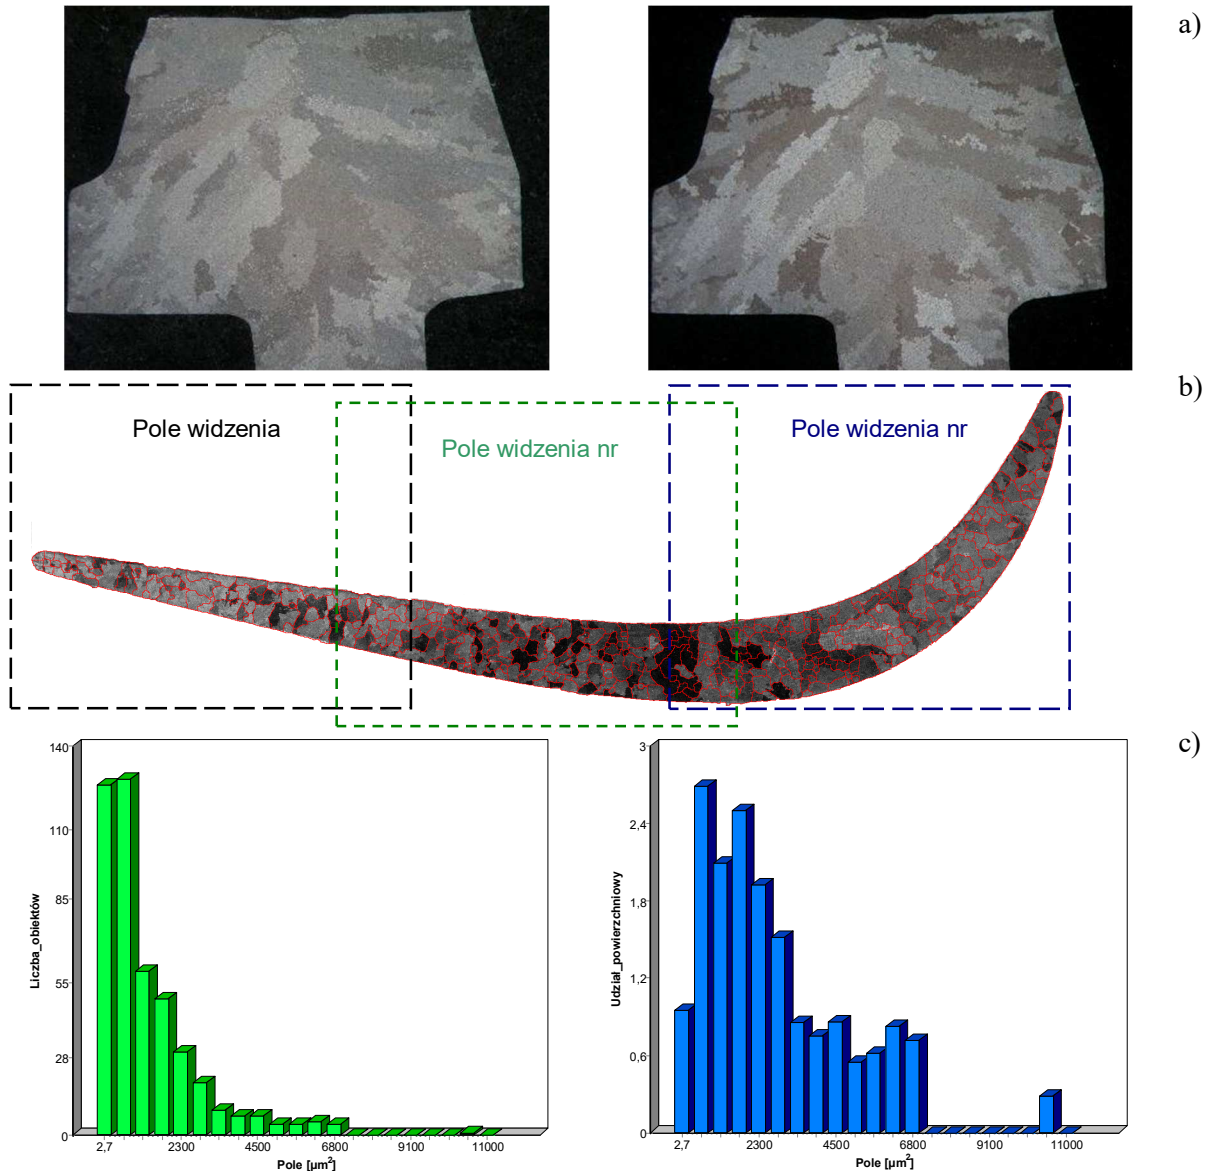 a)
b)
Pole widzenia
Pole widzenia nr
Pole widzenia nr
c)
140
110
85
55
28
0
Liczba_obiektów
2,7 2300 4500 6800 9100 11000
Pole [µm²]
3
2,4
1,8
1,2
0,6
0
Udział_powierzchniowy
2,7 2300 4500 6800 9100 11000
Pole [µm²]